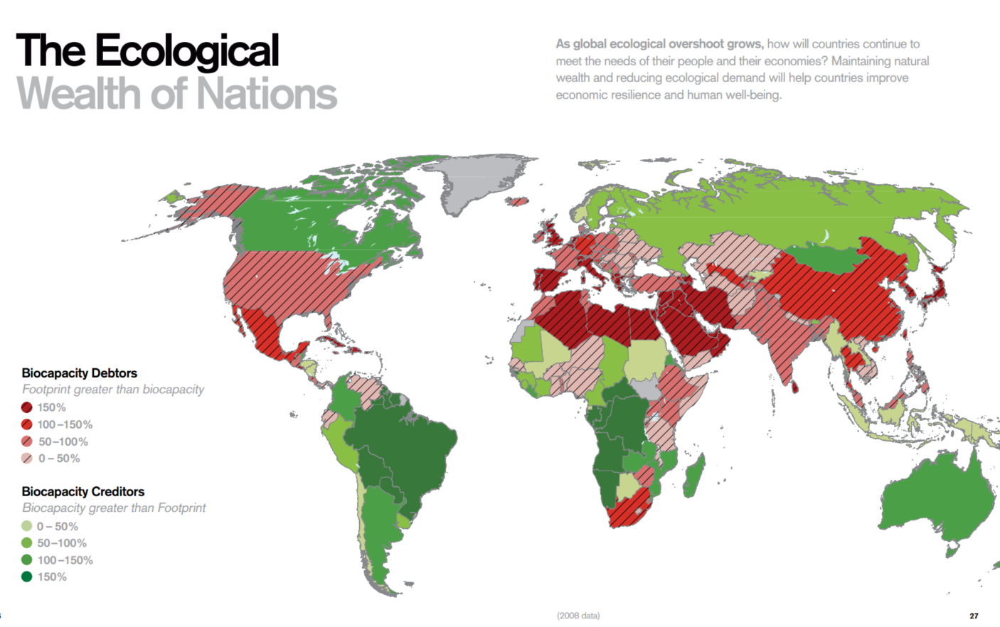 The Ecological
Wealth of Nations
As global ecological overshoot grows, how will countries continue to
meet the needs of their people and their economies? Maintaining natural
wealth and reducing ecological demand will help countries improve
economic resilience and human well-being.
Biocapacity Debtors
Footprint greater than biocapacity
150%
100–150%
50–100%
0 – 50%
Biocapacity Creditors
Biocapacity greater than Footprint
0 – 50%
50–100%
100–150%
150%
(2008 data)
27